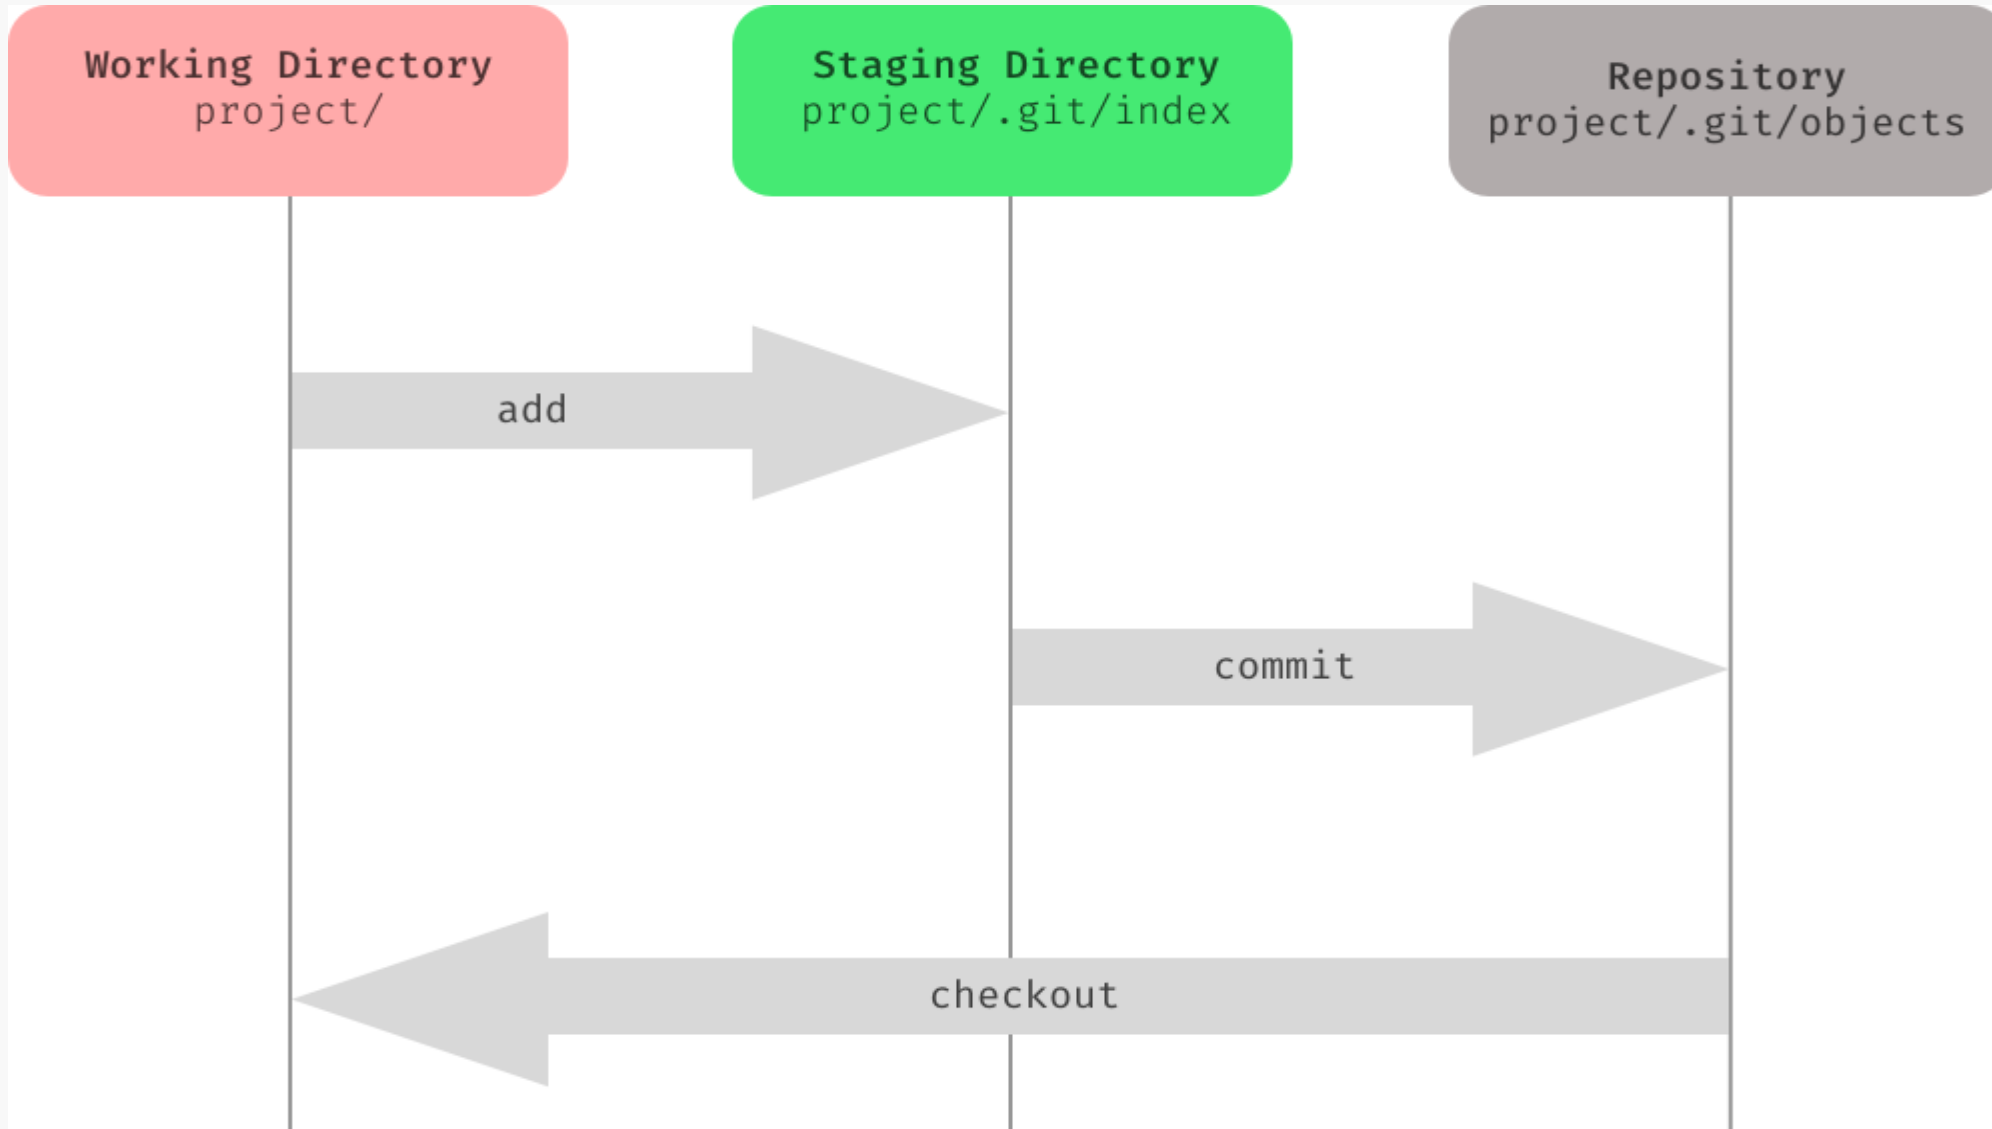 Working Directory
project/
Staging Directory
project/.git/index
Repository
project/.git/objects
add
commit
checkout